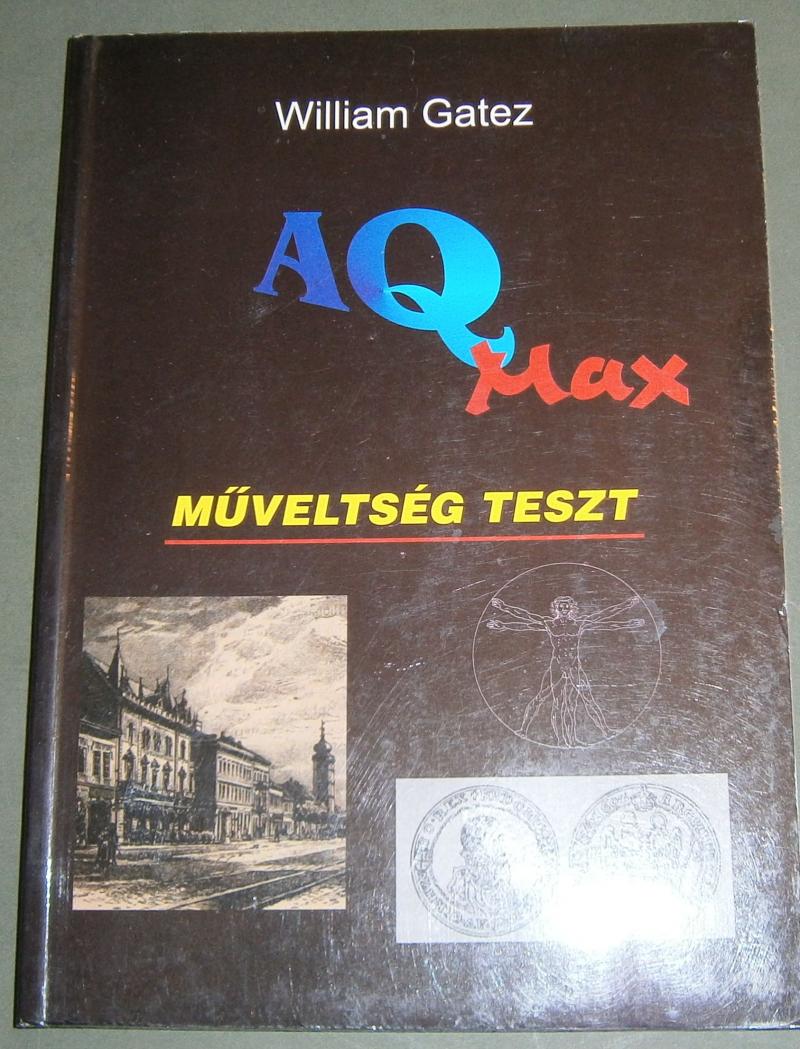 William Gatez
AQ
Max
MŰVELTSÉG TESZT